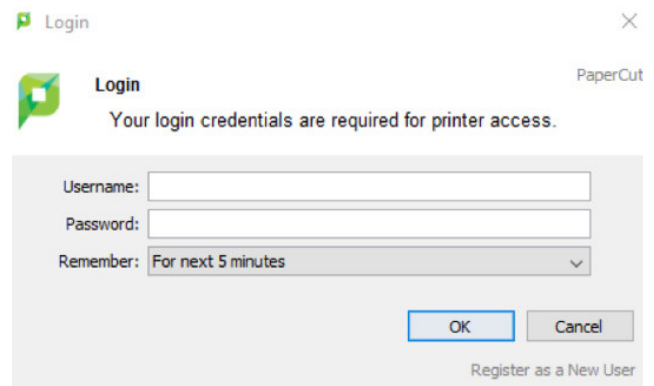 Login
PaperCut
Login
Your login credentials are required for printer access.
Username:
Password:
Remember: For next 5 minutes
OK Cancel
Register as a New User